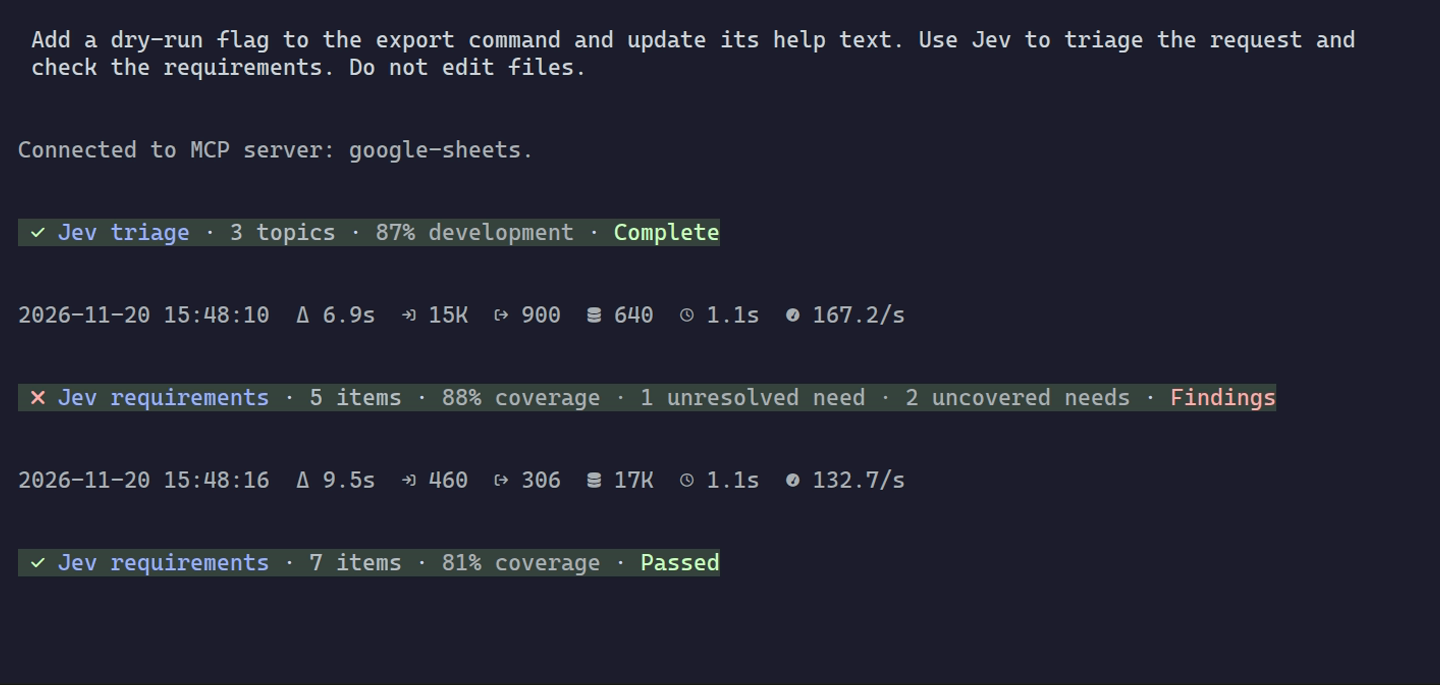 Add a dry-run flag to the export command and update its help text. Use Jev to triage the request and
check the requirements. Do not edit files.
Connected to MCP server: google-sheets.
✓ Jev triage · 3 topics · 87% development · Complete
2026-11-20 15:48:10 Δ 6.9s 15K 900 640 1.1s 167.2/s
✕ Jev requirements · 5 items · 88% coverage · 1 unresolved need · 2 uncovered needs · Findings
2026-11-20 15:48:16 Δ 9.5s 460 306 17K 1.1s 132.7/s
✓ Jev requirements · 7 items · 81% coverage · Passed